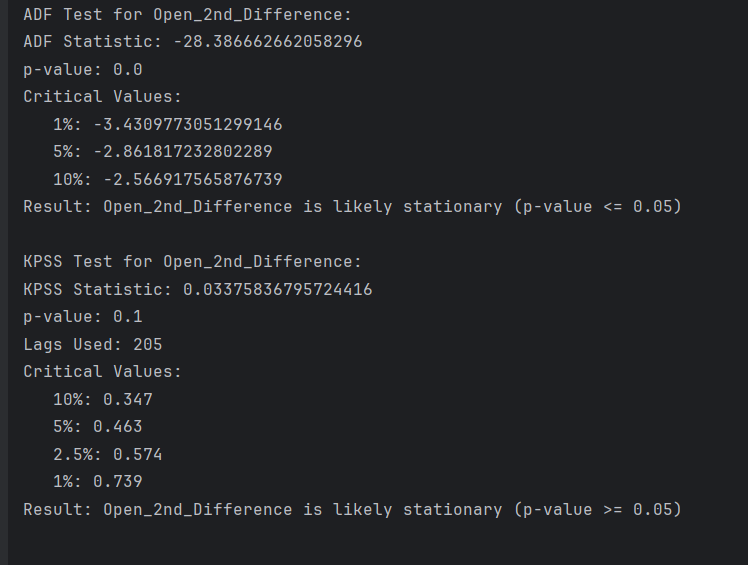 ADF Test for Open_2nd_Difference:
ADF Statistic: -28.386662662058296
p-value: 0.0
Critical Values:
   1%: -3.4309773051299146
   5%: -2.861817232802289
   10%: -2.566917565876739
Result: Open_2nd_Difference is likely stationary (p-value <= 0.05)

KPSS Test for Open_2nd_Difference:
KPSS Statistic: 0.03375836795724416
p-value: 0.1
Lags Used: 205
Critical Values:
   10%: 0.347
   5%: 0.463
   2.5%: 0.574
   1%: 0.739
Result: Open_2nd_Difference is likely stationary (p-value >= 0.05)